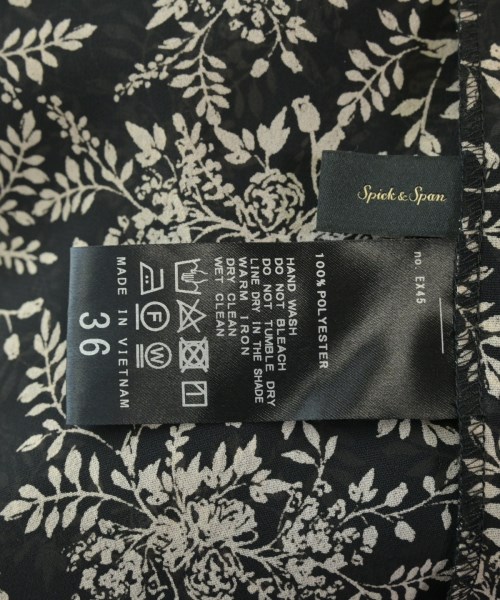 Spick & Span
no. EX45
100% POLYESTER
HAND WASH
DO NOT BLEACH
DO NOT TUMBLE DRY
LINE DRY IN THE SHADE
WARM IRON
DRY CLEAN
WET CLEAN
F
W
MADE IN VIETNAM
36